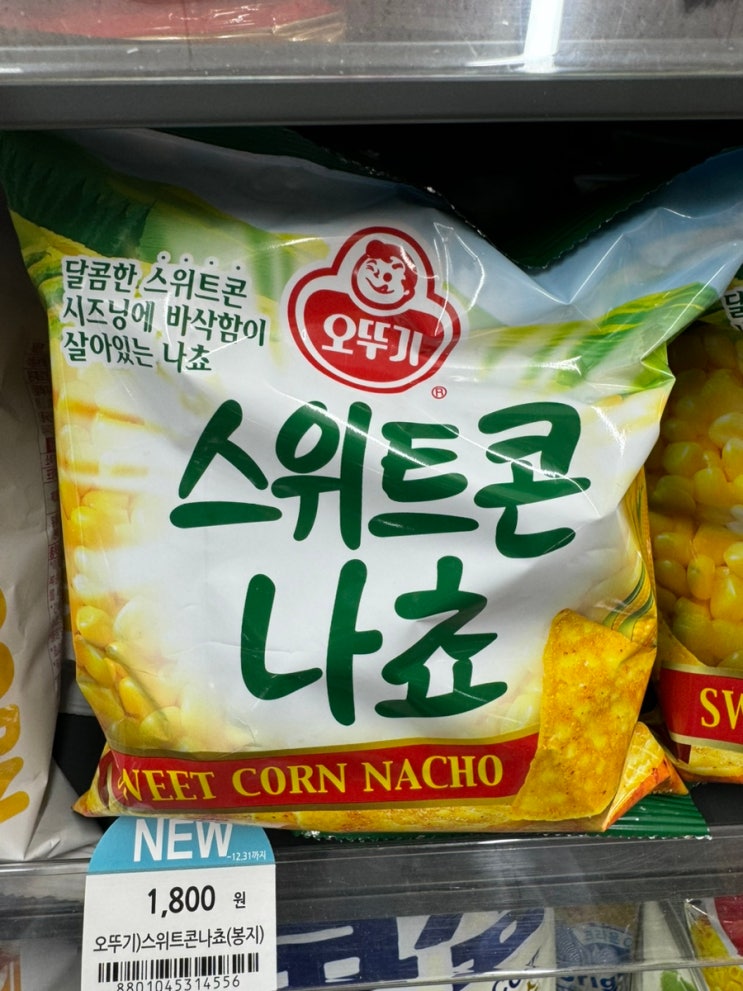 달콤한 스위트콘
시즈닝에 바삭함이
살아있는 나쵸
오뚜기
®
스위트콘
나쵸
SWEET CORN NACHO
SW
NEW
-12.31까지
1,800 원
오뚜기)스위트콘나쵸(봉지)
8801045314556